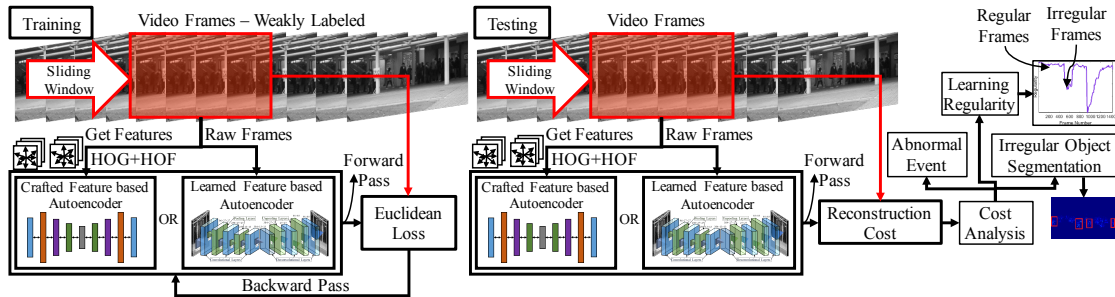 Training
Video Frames – Weakly Labeled
Sliding
Window
Get Features
Raw Frames
HOG+HOF
Crafted Feature based
Autoencoder
OR
Learned Feature based
Autoencoder
Forward
Pass
Euclidean
Loss
Backward Pass
Testing
Video Frames
Sliding
Window
Get Features
Raw Frames
HOG+HOF
Crafted Feature based
Autoencoder
OR
Learned Feature based
Autoencoder
Forward
Pass
Reconstruction
Cost
Cost
Analysis
Abnormal
Event
Irregular Object
Segmentation
Learning
Regularity
Regular
Frames
Irregular
Frames
Frame Number